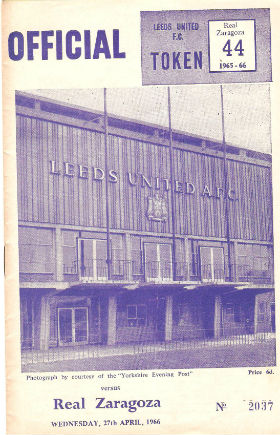 OFFICIAL
LEEDS UNITED
F.C.
TOKEN
Real
Zaragoza
44
1965 - 66
LEEDS UNITED A.F.C.
Photograph by courtesy of the "Yorkshire Evening Post"
Price 6d.
versus
Real Zaragoza
No 2037
WEDNESDAY, 27th APRIL, 1966